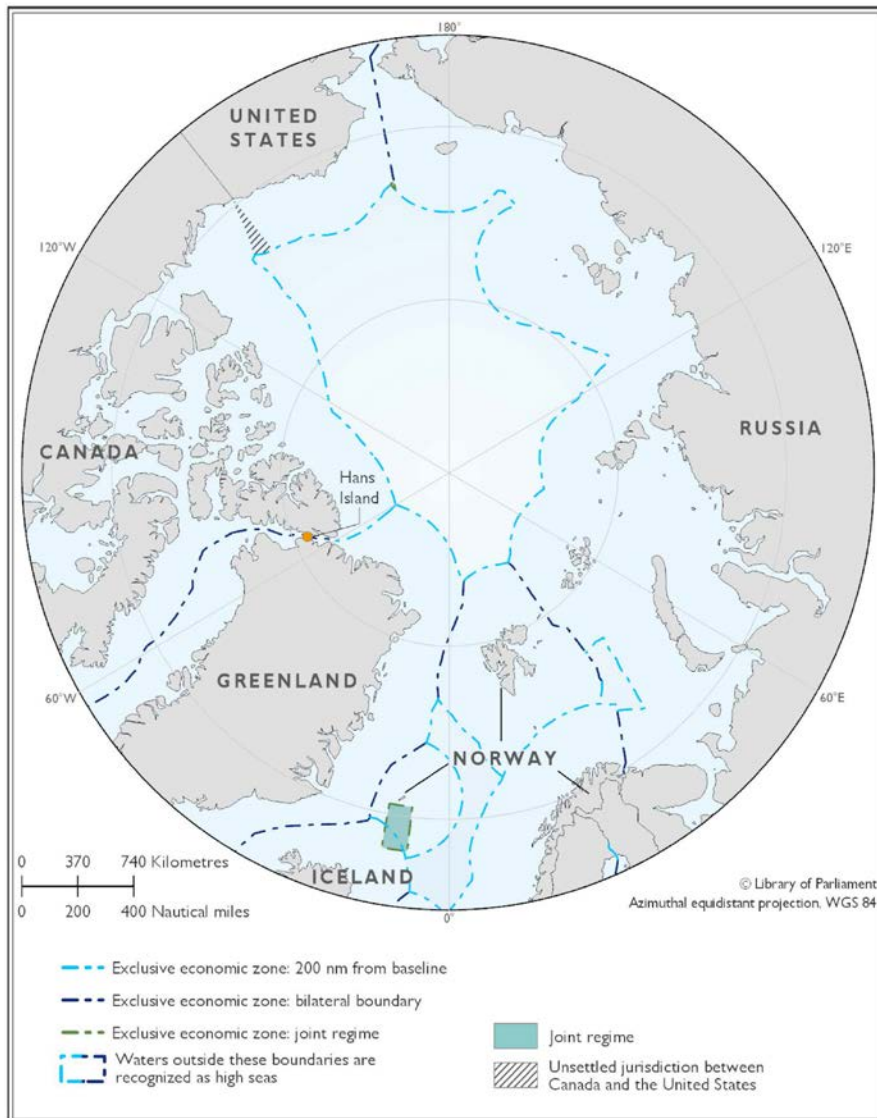 180°
UNITED
STATES
120°W
120°E
RUSSIA
CANADA
Hans
Island
GREENLAND
60°W
60°E
NORWAY
ICELAND
0 370 740 Kilometres
0 200 400 Nautical miles
0°
© Library of Parliament
Azimuthal equidistant projection, WGS 84
Exclusive economic zone: 200 nm from baseline
Exclusive economic zone: bilateral boundary
Exclusive economic zone: joint regime
Waters outside these boundaries are
recognized as high seas
Joint regime
Unsettled jurisdiction between
Canada and the United States